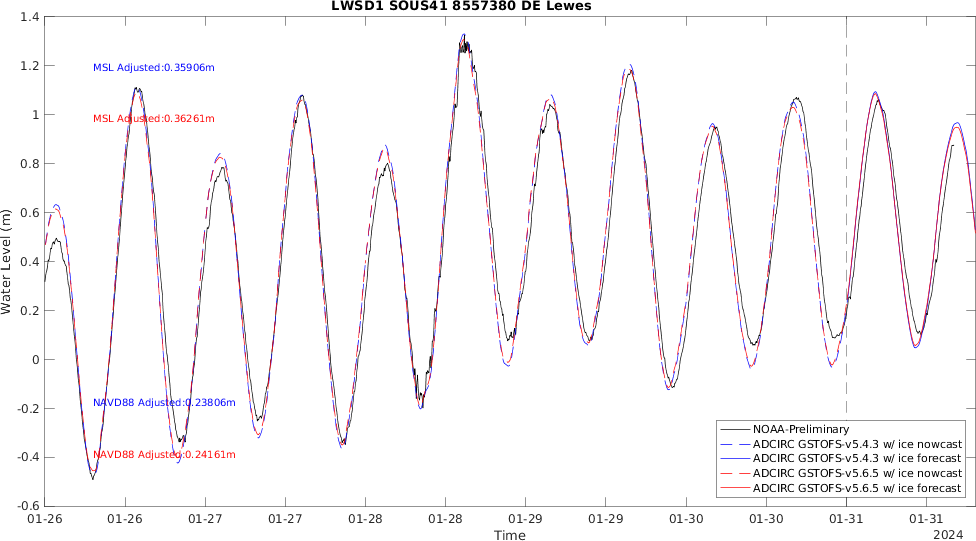 LWSD1 SOUS41 8557380 DE Lewes
1.4
1.2
1
0.8
0.6
0.4
0.2
0
-0.2
-0.4
-0.6
Water Level (m)
MSL Adjusted:0.35906m
MSL Adjusted:0.36261m
NAVD88 Adjusted:0.23806m
NAVD88 Adjusted:0.24161m
NOAA-Preliminary
ADCIRC GSTOFS-v5.4.3 w/ ice nowcast
ADCIRC GSTOFS-v5.4.3 w/ ice forecast
ADCIRC GSTOFS-v5.6.5 w/ ice nowcast
ADCIRC GSTOFS-v5.6.5 w/ ice forecast
01-26 01-26 01-27 01-27 01-28 01-28 01-29 01-29 01-30 01-30 01-31 01-31
Time
2024